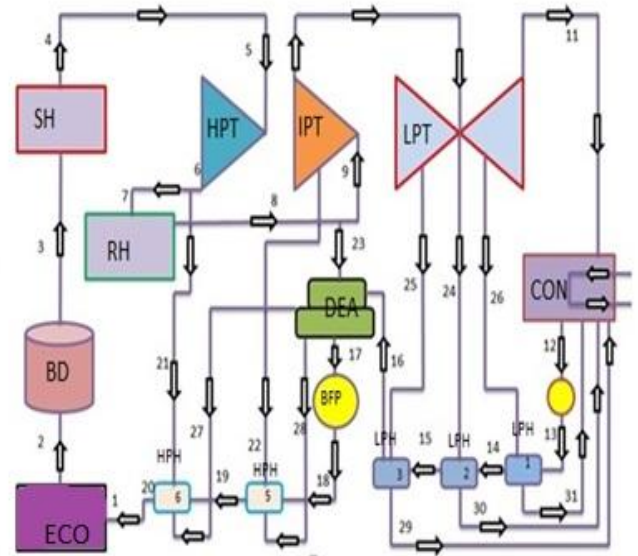 4
5
11
SH
HPT
IPT
LPT
6
7
8
9
3
RH
23
25
24
26
CON
DEA
BD
21
27
22
28
17
16
12
BFP
2
HPH
HPH
LPH
LPH
LPH
13
15
14
18
19
20
1
6
5
3
2
1
ECO
29
30
31